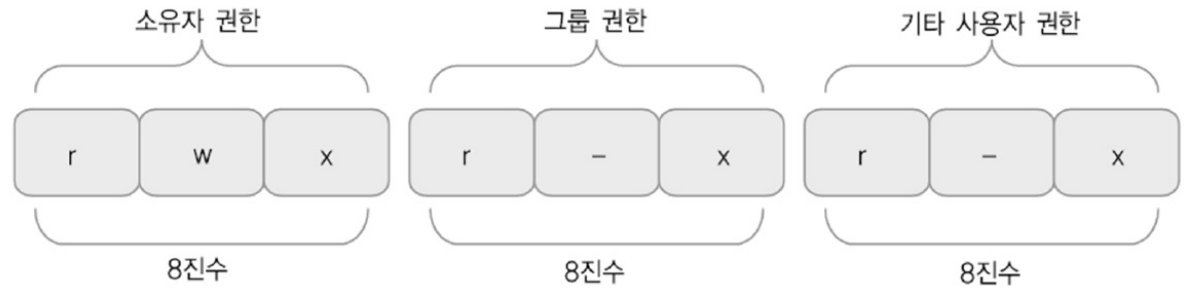 소유자 권한 그룹 권한 기타 사용자 권한
r w x r – x r – x
8진수 8진수 8진수